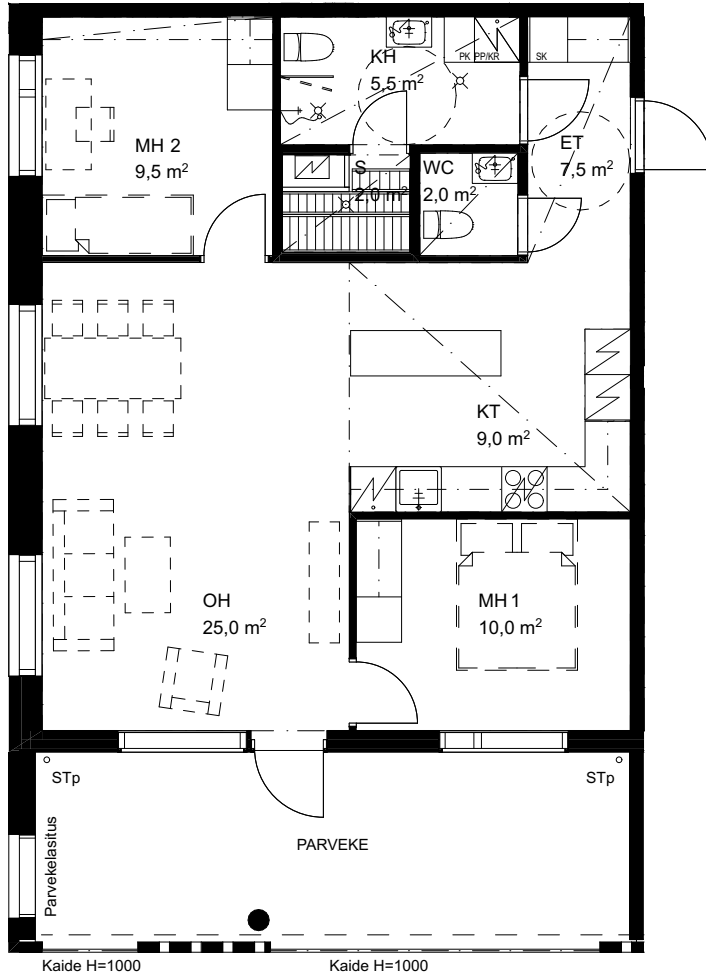 KH
5,5 m²
PK PP/KR
SK
MH 2
9,5 m²
S
2,0 m²
WC
2,0 m²
ET
7,5 m²
KT
9,0 m²
OH
25,0 m²
MH 1
10,0 m²
STp
STp
Parvekelasitus
PARVEKE
Kaide H=1000
Kaide H=1000